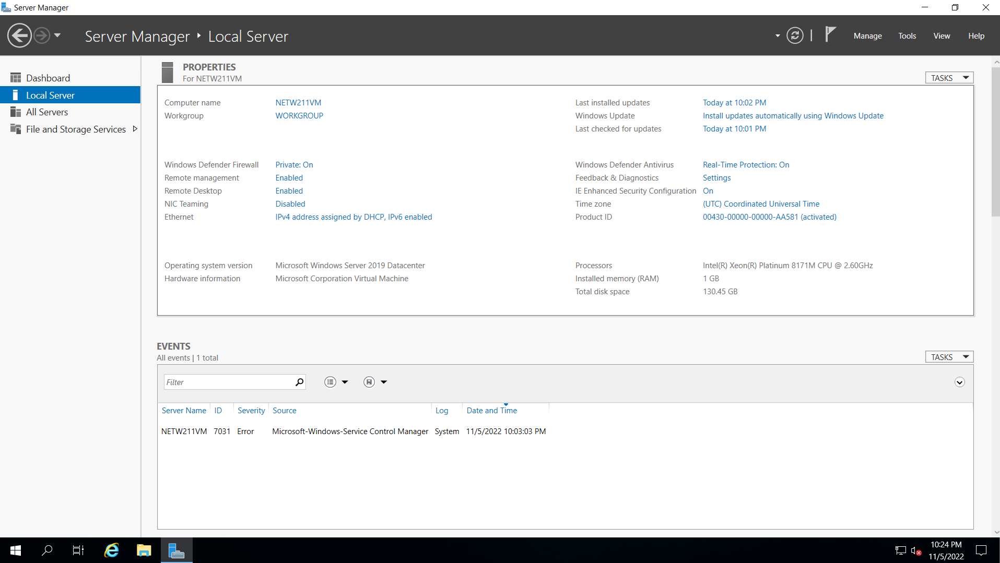 Server Manager
Server Manager Local Server
Manage Tools View Help
Dashboard
Local Server
All Servers
File and Storage Services
PROPERTIES
For NETW211VM
TASKS
Computer name NETW211VM
Workgroup WORKGROUP
Last installed updates Today at 10:02 PM
Windows Update Install updates automatically using Windows Update
Last checked for updates Today at 10:01 PM
Windows Defender Firewall Private: On
Remote management Enabled
Remote Desktop Enabled
NIC Teaming Disabled
Ethernet IPv4 address assigned by DHCP, IPv6 enabled
Windows Defender Antivirus Real-Time Protection: On
Feedback & Diagnostics Settings
IE Enhanced Security Configuration On
Time zone (UTC) Coordinated Universal Time
Product ID 00430-00000-00000-AA581 (activated)
Operating system version Microsoft Windows Server 2019 Datacenter
Hardware information Microsoft Corporation Virtual Machine
Processors Intel(R) Xeon(R) Platinum 8171M CPU @ 2.60GHz
Installed memory (RAM) 1 GB
Total disk space 130.45 GB
EVENTS
All events | 1 total
TASKS
Filter
Server Name ID Severity Source Log Date and Time
NETW211VM 7031 Error Microsoft-Windows-Service Control Manager System 11/5/2022 10:03:03 PM
10:24 PM
11/5/2022